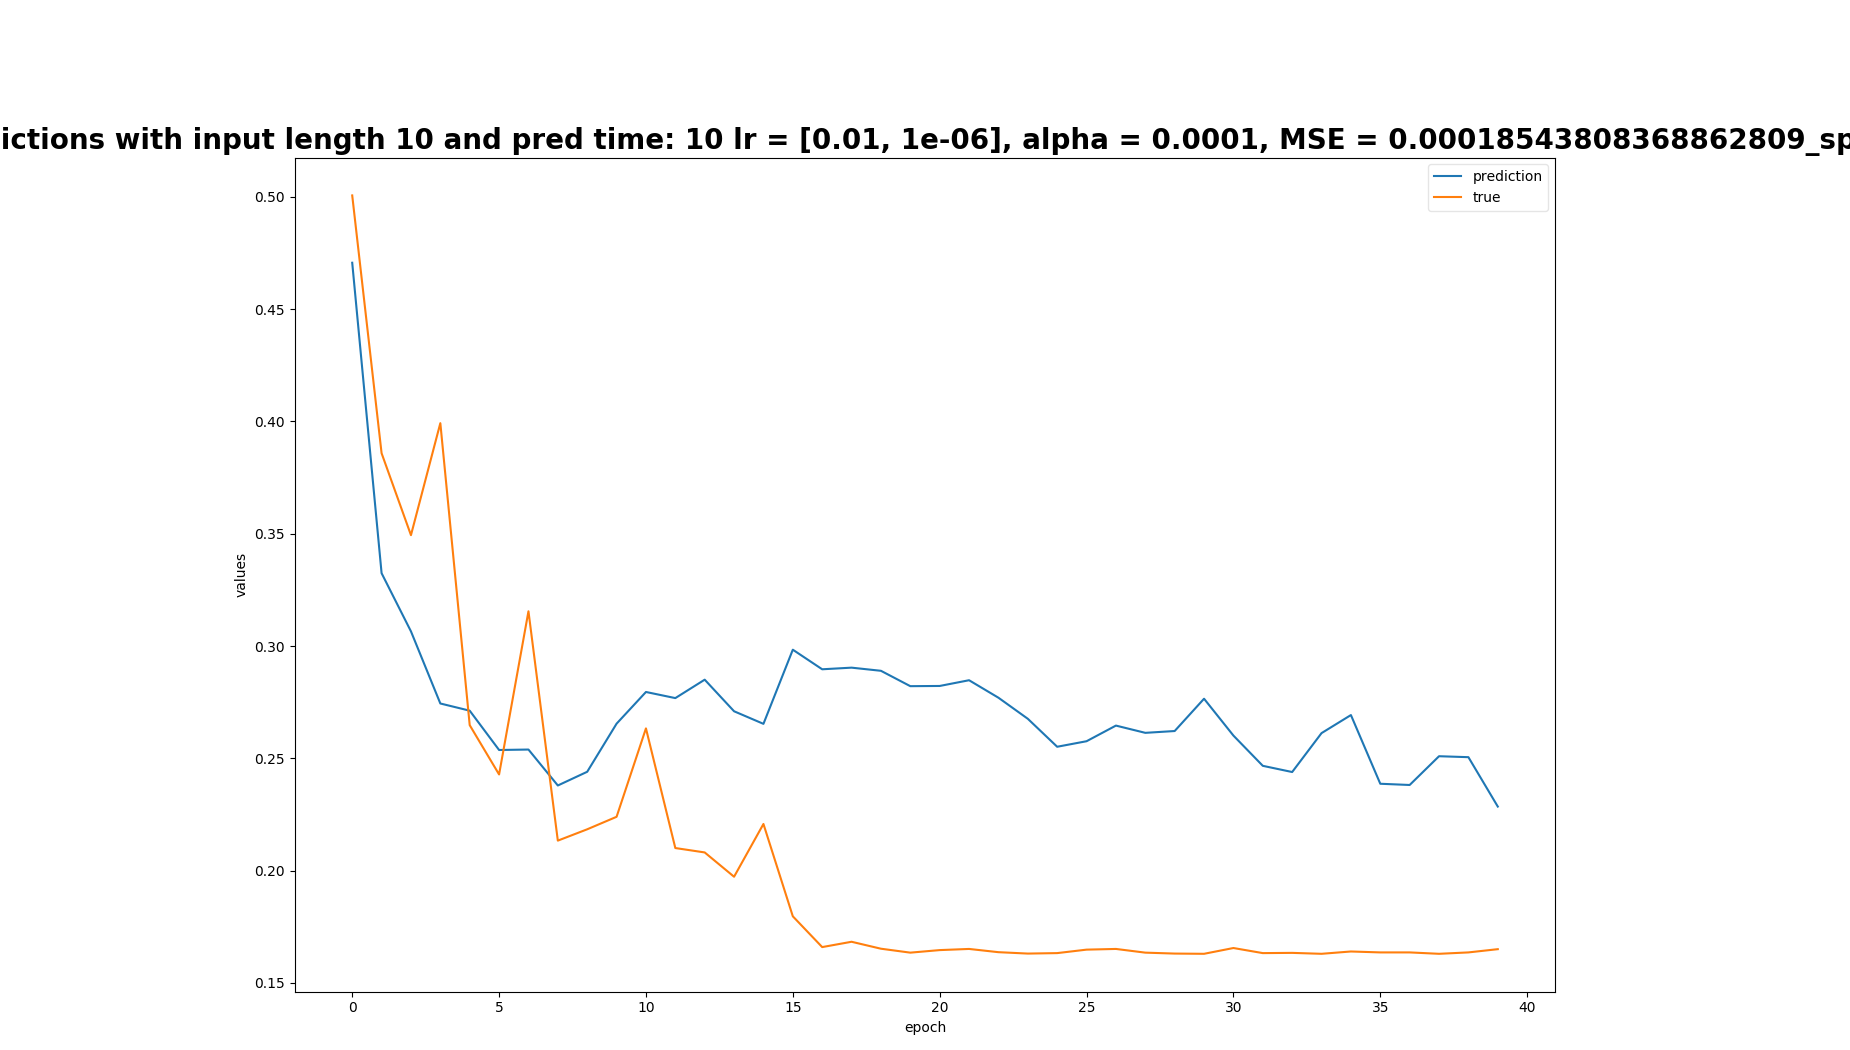 ictions with input length 10 and pred time: 10 lr = [0.01, 1e-06], alpha = 0.0001, MSE = 0.00018543808368862809_sp
prediction
true
0.50
0.45
0.40
0.35
0.30
0.25
0.20
0.15
values
0 5 10 15 20 25 30 35 40
epoch